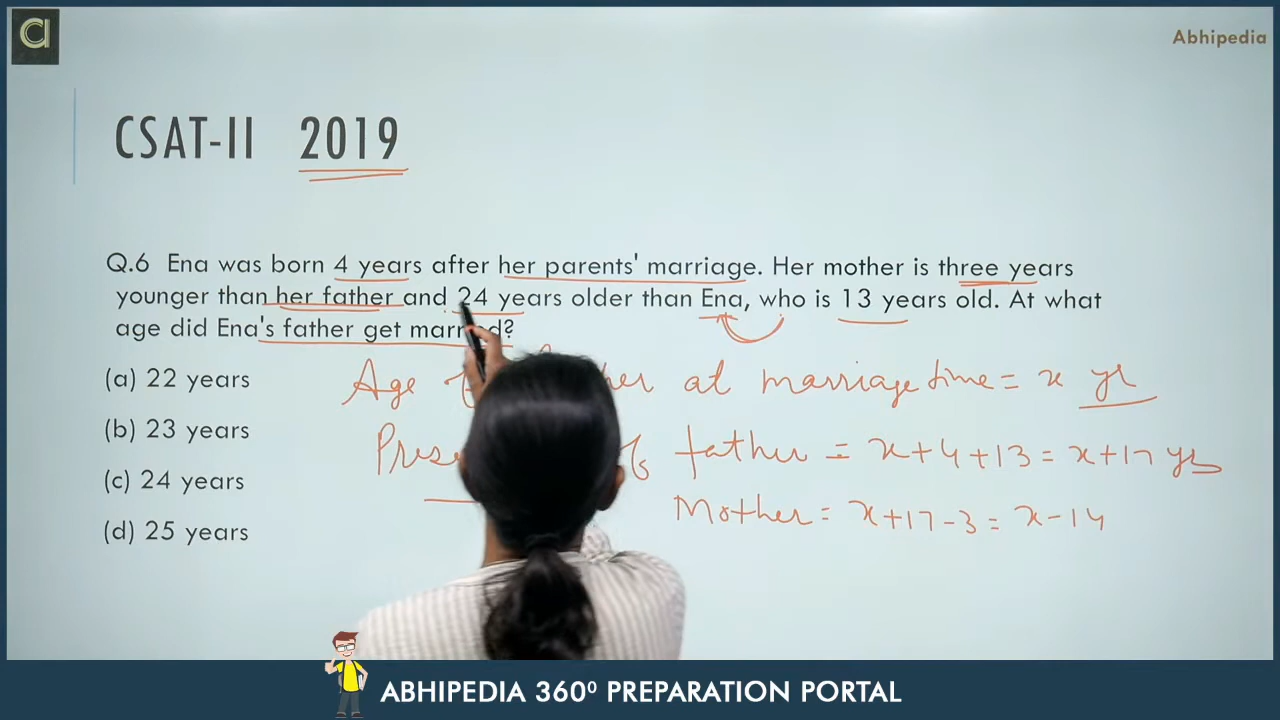 Abhipedia
CSAT-II 2019
Q.6 Ena was born 4 years after her parents' marriage. Her mother is three years
younger than her father and 24 years older than Ena, who is 13 years old. At what
age did Ena's father get married?
(a) 22 years
Age at marriage time = x yr
(b) 23 years
father = x+4+13 = x+17 yrs
(c) 24 years
Mother = x+17-3 = x-14
(d) 25 years
ABHIPEDIA 360⁰ PREPARATION PORTAL